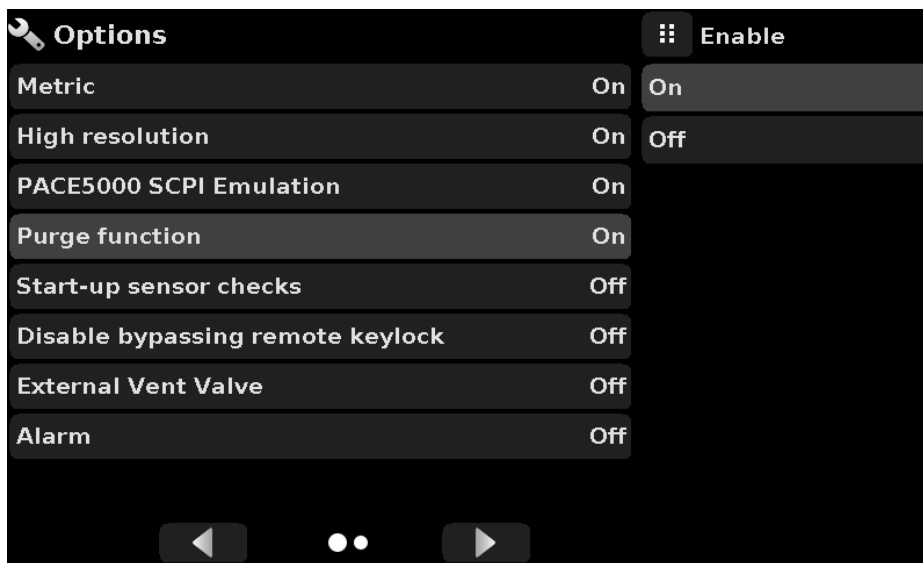 Options
Metric On
High resolution On
PACE5000 SCPI Emulation On
Purge function On
Start-up sensor checks Off
Disable bypassing remote keylock Off
External Vent Valve Off
Alarm Off
Enable
On
Off